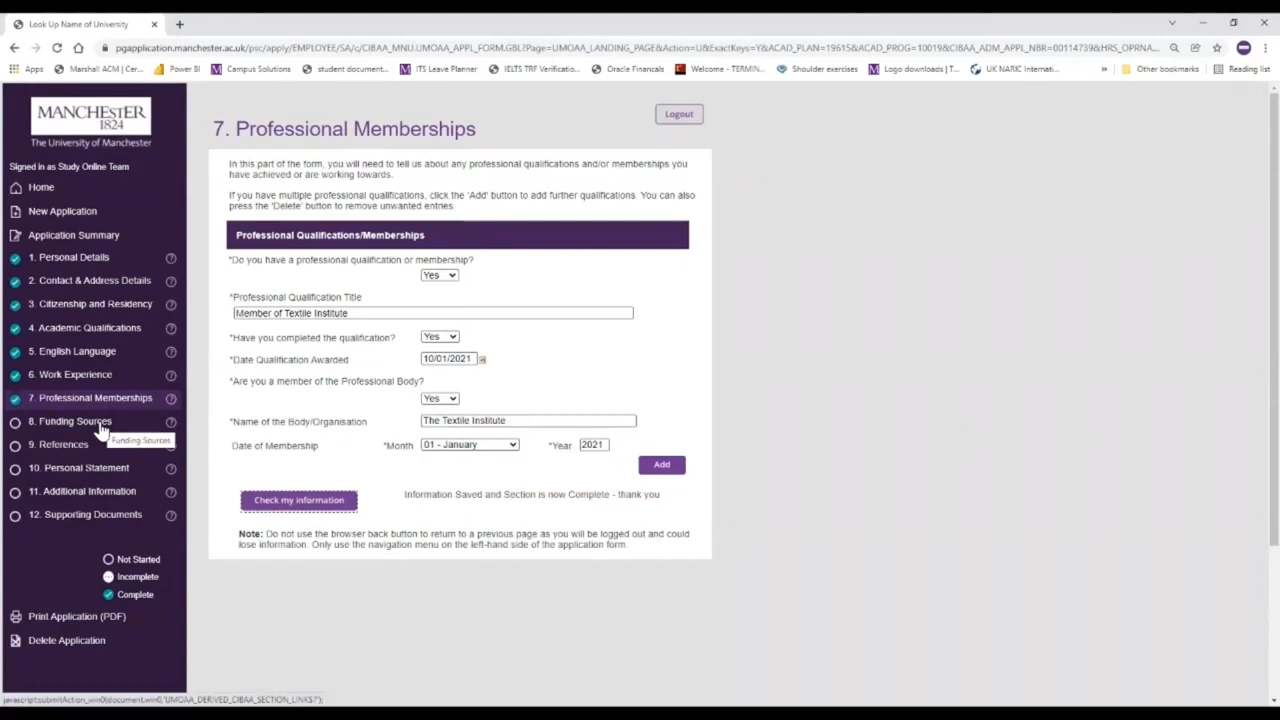 Look Up Name of University
pgapplication.manchester.ac.uk/psc/apply/EMPLOYEE/SA/c/CIBAA_MNU.UMOAA_APPL_FORM.GBL?Page=UMOAA_LANDING_PAGE&Action=U&ExactKeys=Y&ACAD_PLAN=19615&ACAD_PROG=10019&CIBAA_ADM_APPL_NBR=00114739&HRS_OPRNA...
Apps Marshall ACM ( Cer... Power BI Campus Solutions student document... ITS Leave Planner IELTS TRF Verificatio... Oracle Financals Welcome - TERMIN... Shoulder exercises Logo downloads | T... UK NARIC Internati... » Other bookmarks Reading list
MANCHESTER
1824
The University of Manchester
Signed in as Study Online Team
Home
New Application
Application Summary
1. Personal Details
2. Contact & Address Details
3. Citizenship and Residency
4. Academic Qualifications
5. English Language
6. Work Experience
7. Professional Memberships
8. Funding Sources
Funding Sources
9. References
10. Personal Statement
11. Additional Information
12. Supporting Documents
Not Started
Incomplete
Complete
Print Application (PDF)
Delete Application
Logout
7. Professional Memberships
In this part of the form, you will need to tell us about any professional qualifications and/or memberships you
have achieved or are working towards.
If you have multiple professional qualifications, click the 'Add' button to add further qualifications. You can also
press the 'Delete' button to remove unwanted entries.
Professional Qualifications/Memberships
*Do you have a professional qualification or membership?
Yes
*Professional Qualification Title
Member of Textile Institute
*Have you completed the qualification? Yes
*Date Qualification Awarded 10/01/2021
*Are you a member of the Professional Body?
Yes
*Name of the Body/Organisation The Textile Institute
Date of Membership *Month 01 - January *Year 2021
Add
Check my information Information Saved and Section is now Complete - thank you
Note: Do not use the browser back button to return to a previous page as you will be logged out and could
lose information. Only use the navigation menu on the left-hand side of the application form.
javascript:submitAction_win0(document.win0,'UMOAA_DERIVED_CIBAA_SECTION_LINKS7');